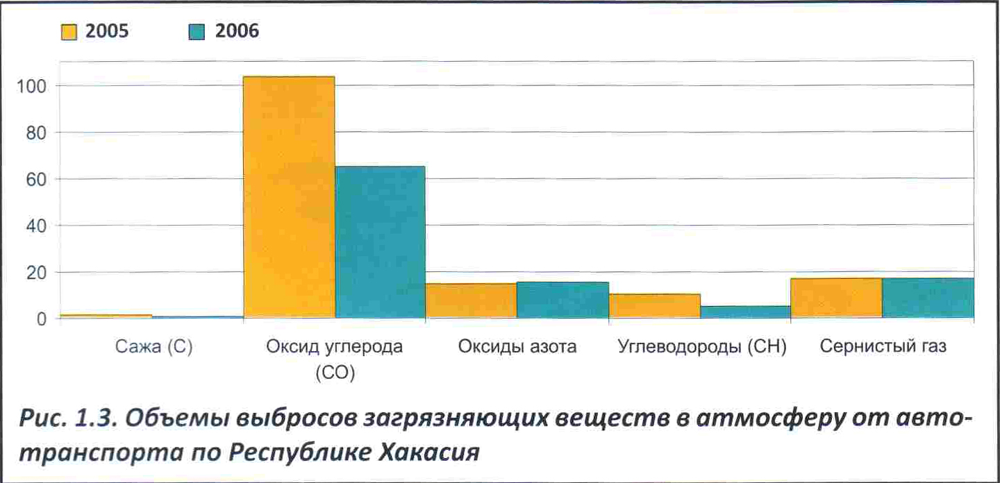 2005 2006
100
80
60
40
20
0
Сажа (С) Оксид углерода Оксиды азота Углеводороды (СН) Сернистый газ
(СО)
Рис. 1.3. Объемы выбросов загрязняющих веществ в атмосферу от авто-
транспорта по Республике Хакасия